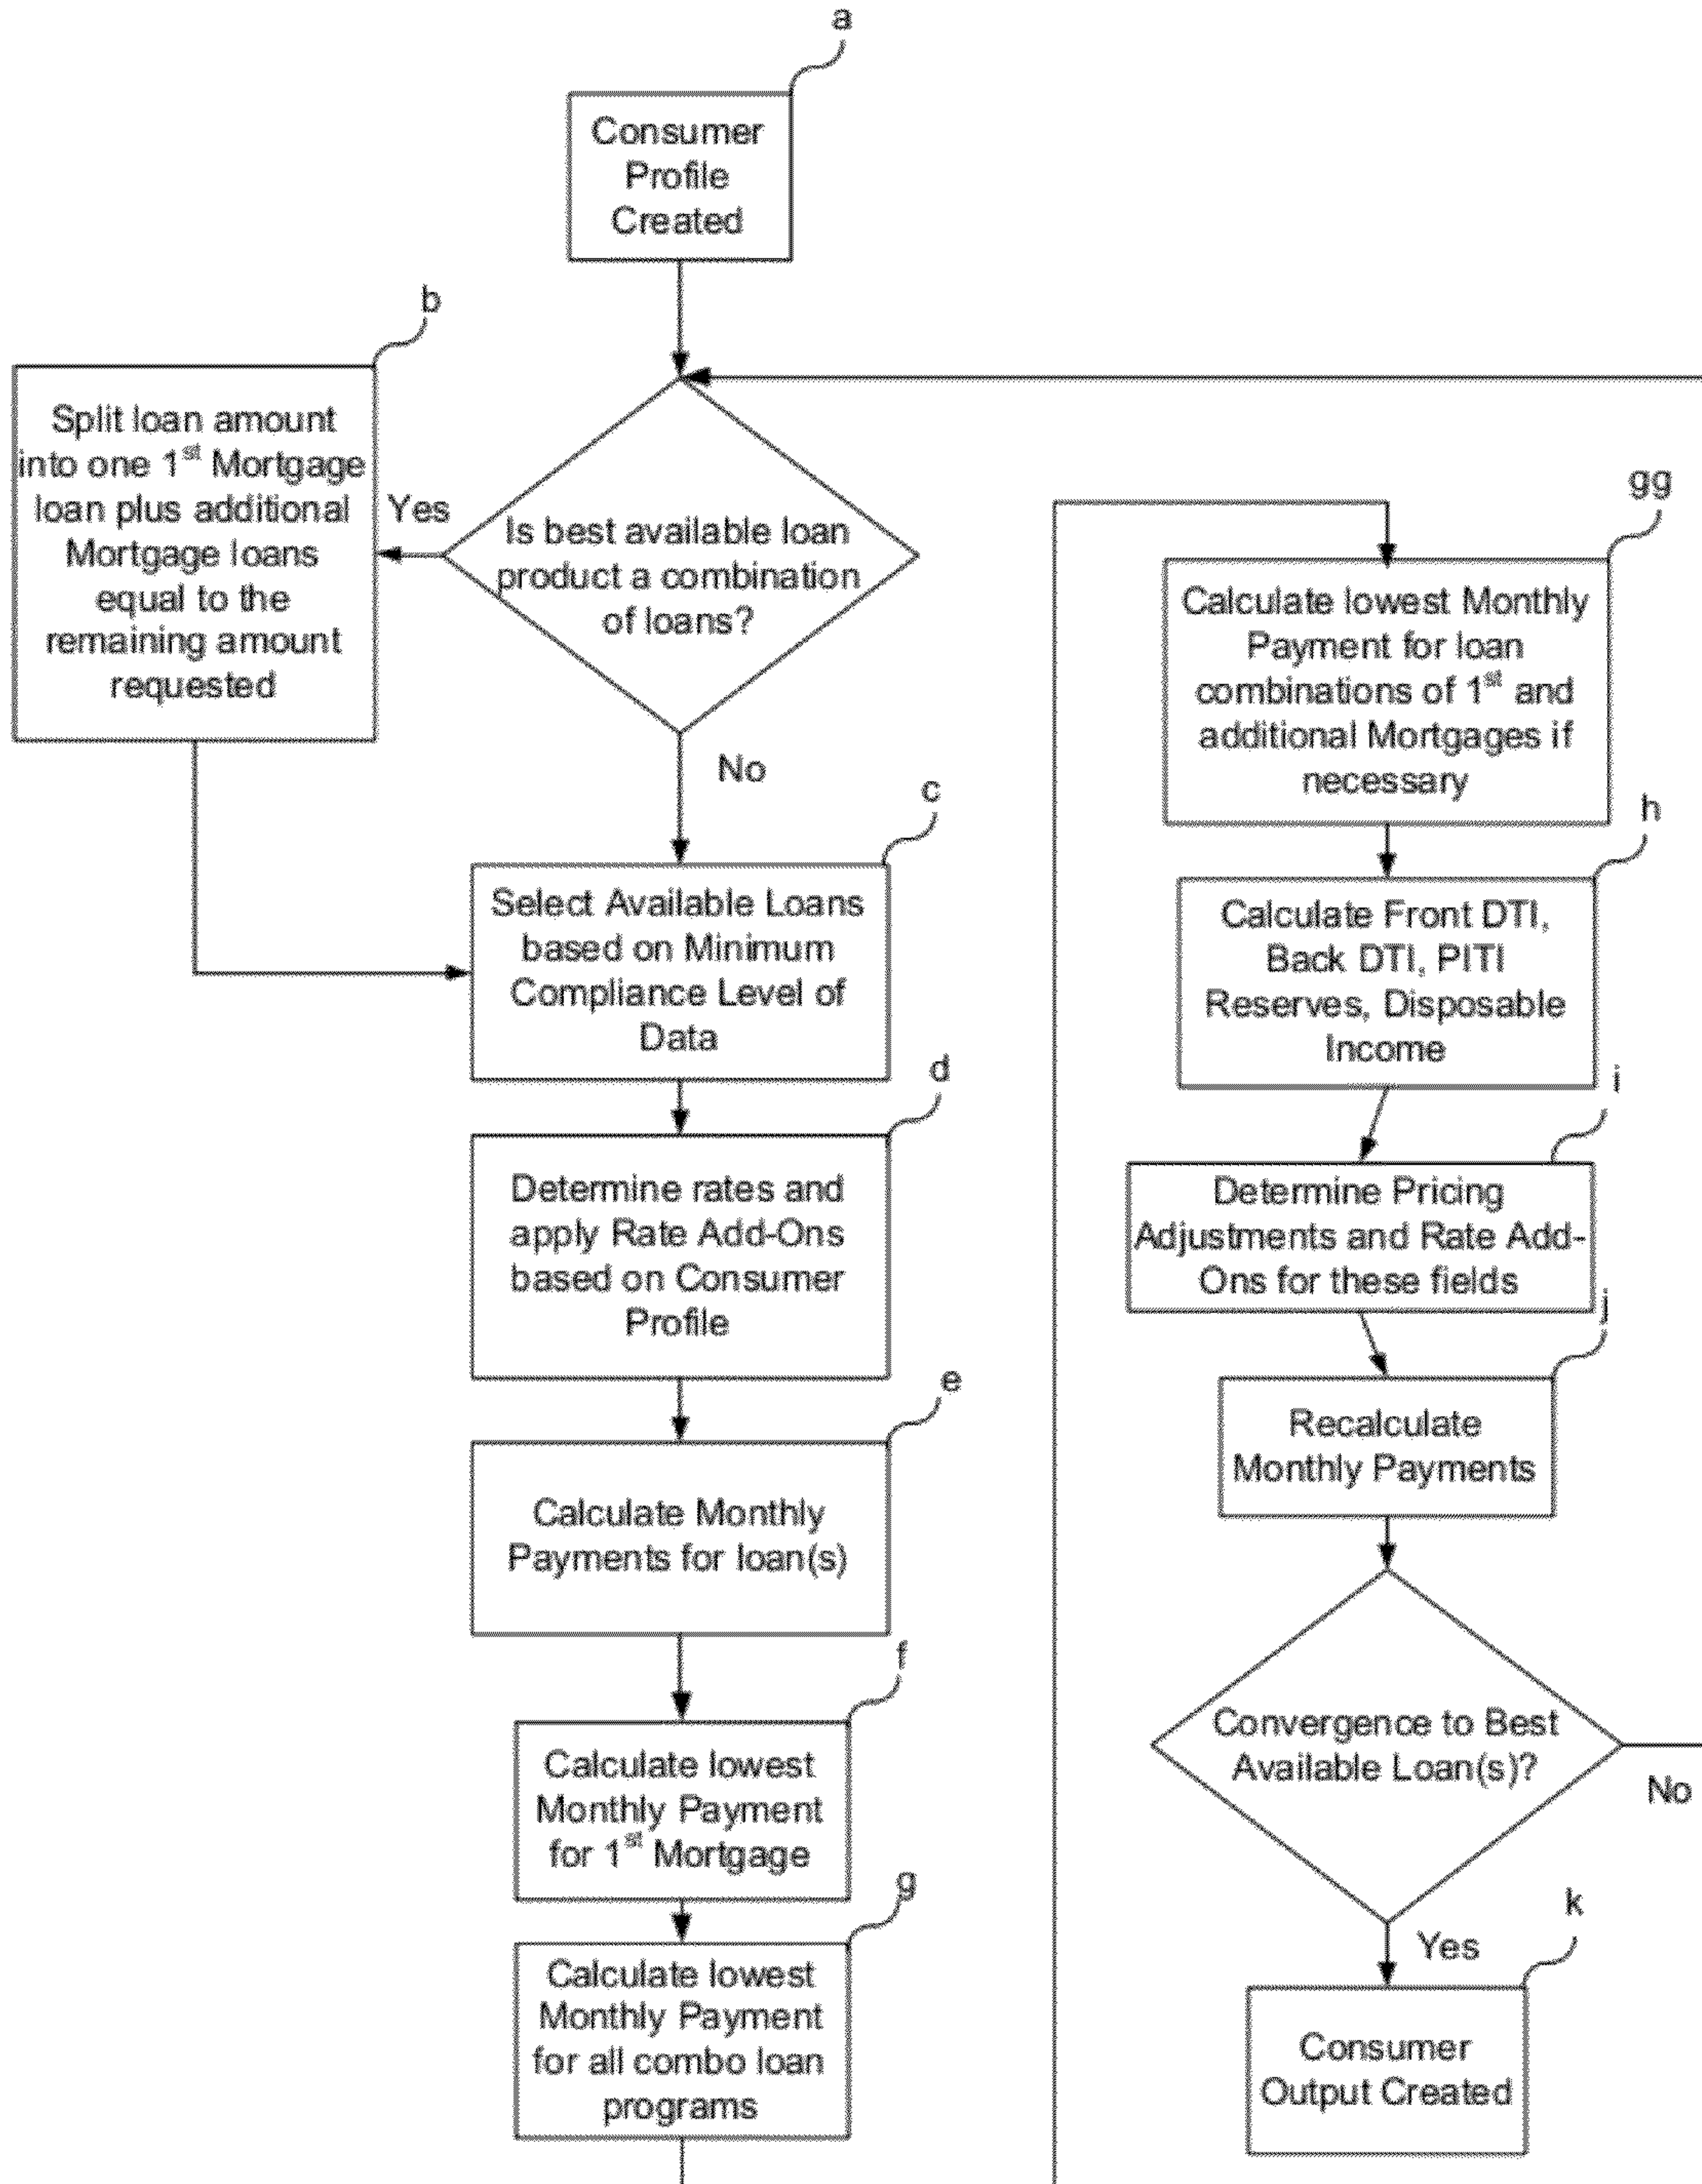 a
Consumer
Profile
Created
b
Split loan amount
into one 1st Mortgage
loan plus additional
Mortgage loans
equal to the
remaining amount
requested
Yes
Is best available loan
product a combination
of loans?
No
c
Select Available Loans
based on Minimum
Compliance Level of
Data
d
Determine rates and
apply Rate Add-Ons
based on Consumer
Profile
e
Calculate Monthly
Payments for loan(s)
f
Calculate lowest
Monthly Payment
for 1st Mortgage
g
Calculate lowest
Monthly Payment
for all combo loan
programs
gg
Calculate lowest Monthly
Payment for loan
combinations of 1st and
additional Mortgages if
necessary
h
Calculate Front DTI,
Back DTI, PITI
Reserves, Disposable
Income
i
Determine Pricing
Adjustments and Rate Add-
Ons for these fields
j
Recalculate
Monthly Payments
Convergence to Best
Available Loan(s)?
No
Yes
k
Consumer
Output Created